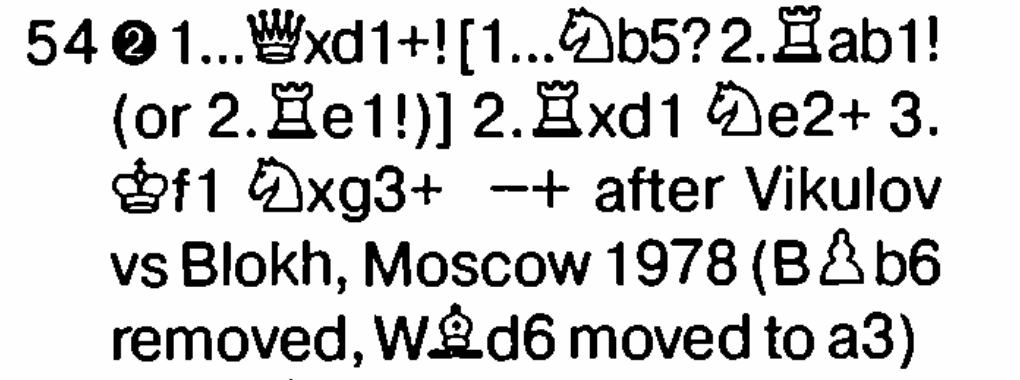 54 ❷ 1...♕xd1+! [1...♘b5? 2.♖ab1!
(or 2.♖e1!)] 2.♖xd1 ♘e2+ 3.
♔f1 ♘xg3+ –+ after Vikulov
vs Blokh, Moscow 1978 (B♙b6
removed, W♗d6 moved to a3)